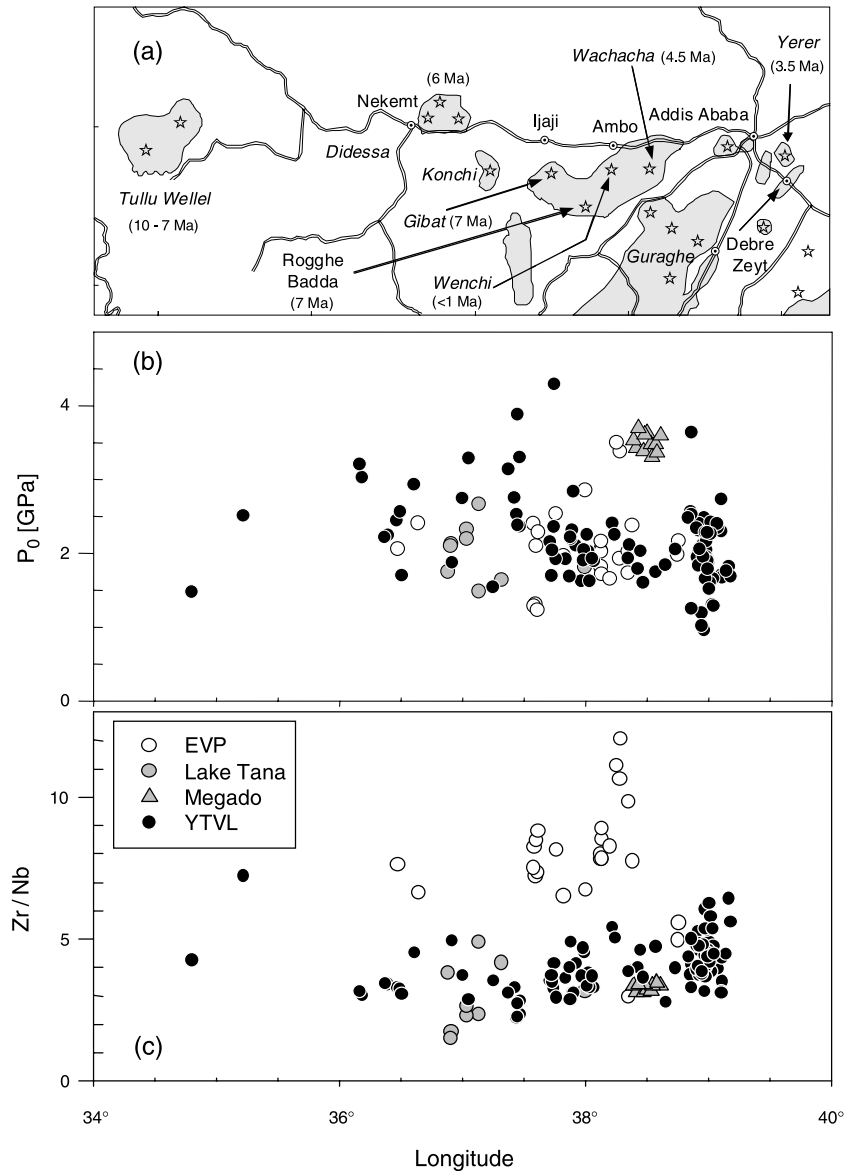 (a)
Yerer
(3.5 Ma)
Wachacha (4.5 Ma)
(6 Ma)
Nekemt
Ijaji
Ambo
Addis Ababa
Didessa
Konchi
Tullu Wellel
(10 - 7 Ma)
Gibat (7 Ma)
Rogghe
Badda
(7 Ma)
Wenchi
(<1 Ma)
Guraghe
Debre
Zeyt
(b)
P0 [GPa]
4
2
0
EVP
Lake Tana
Megado
YTVL
Zr / Nb
10
5
0
(c)
34° 36° 38° 40°
Longitude